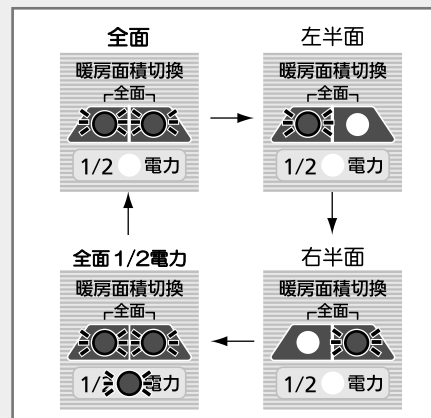 全面
暖房面積切換
全面
1/2 電力
左半面
暖房面積切換
全面
1/2 電力
全面1/2電力
暖房面積切換
全面
1/2 電力
右半面
暖房面積切換
全面
1/2 電力